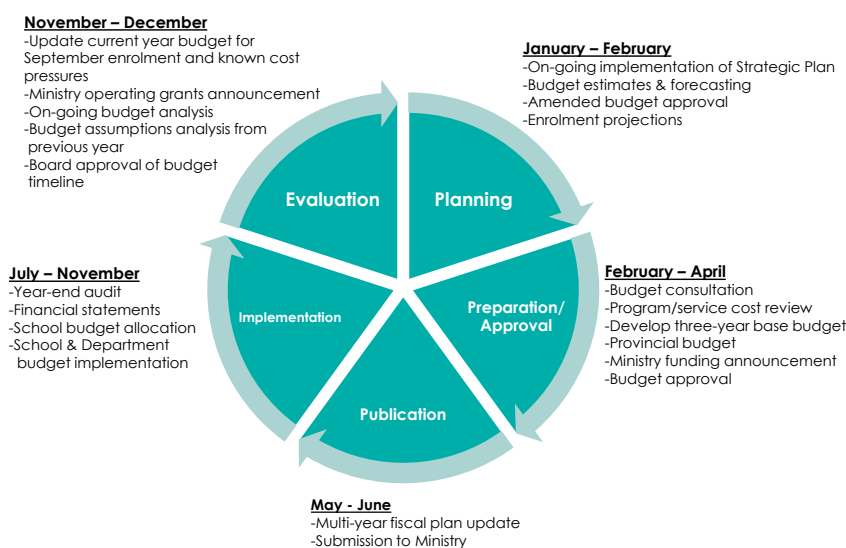 November – December
-Update current year budget for
September enrolment and known cost
pressures
-Ministry operating grants announcement
-On-going budget analysis
-Budget assumptions analysis from
previous year
-Board approval of budget
timeline
January – February
-On-going implementation of Strategic Plan
-Budget estimates & forecasting
-Amended budget approval
-Enrolment projections
Evaluation
Planning
July – November
-Year-end audit
-Financial statements
-School budget allocation
-School & Department
budget implementation
Implementation
Preparation/
Approval
February – April
-Budget consultation
-Program/service cost review
-Develop three-year base budget
-Provincial budget
-Ministry funding announcement
-Budget approval
Publication
May - June
-Multi-year fiscal plan update
-Submission to Ministry